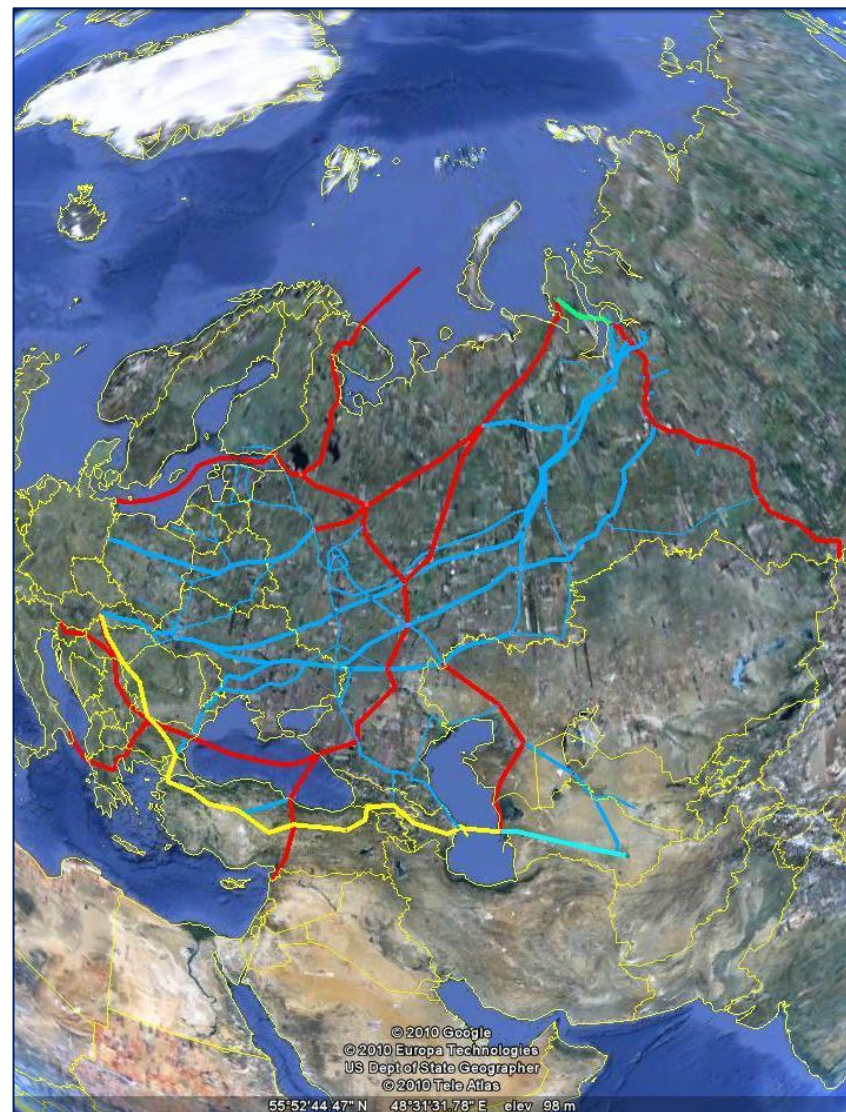 © 2010 Google
© 2010 Europa Technologies
US Dept of State Geographer
© 2010 Tele Atlas
55°52'44.47" N 48°31'31.78" E elev 98 m